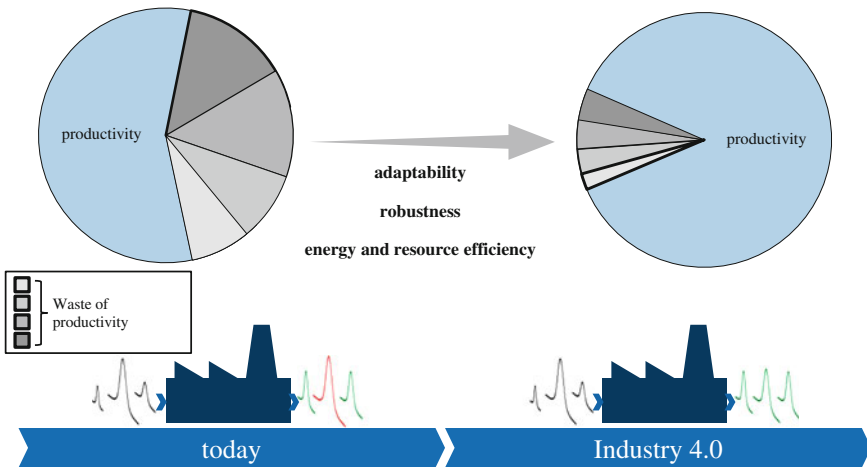 productivity
productivity
adaptability
robustness
energy and resource efficiency
Waste of
productivity
today
Industry 4.0